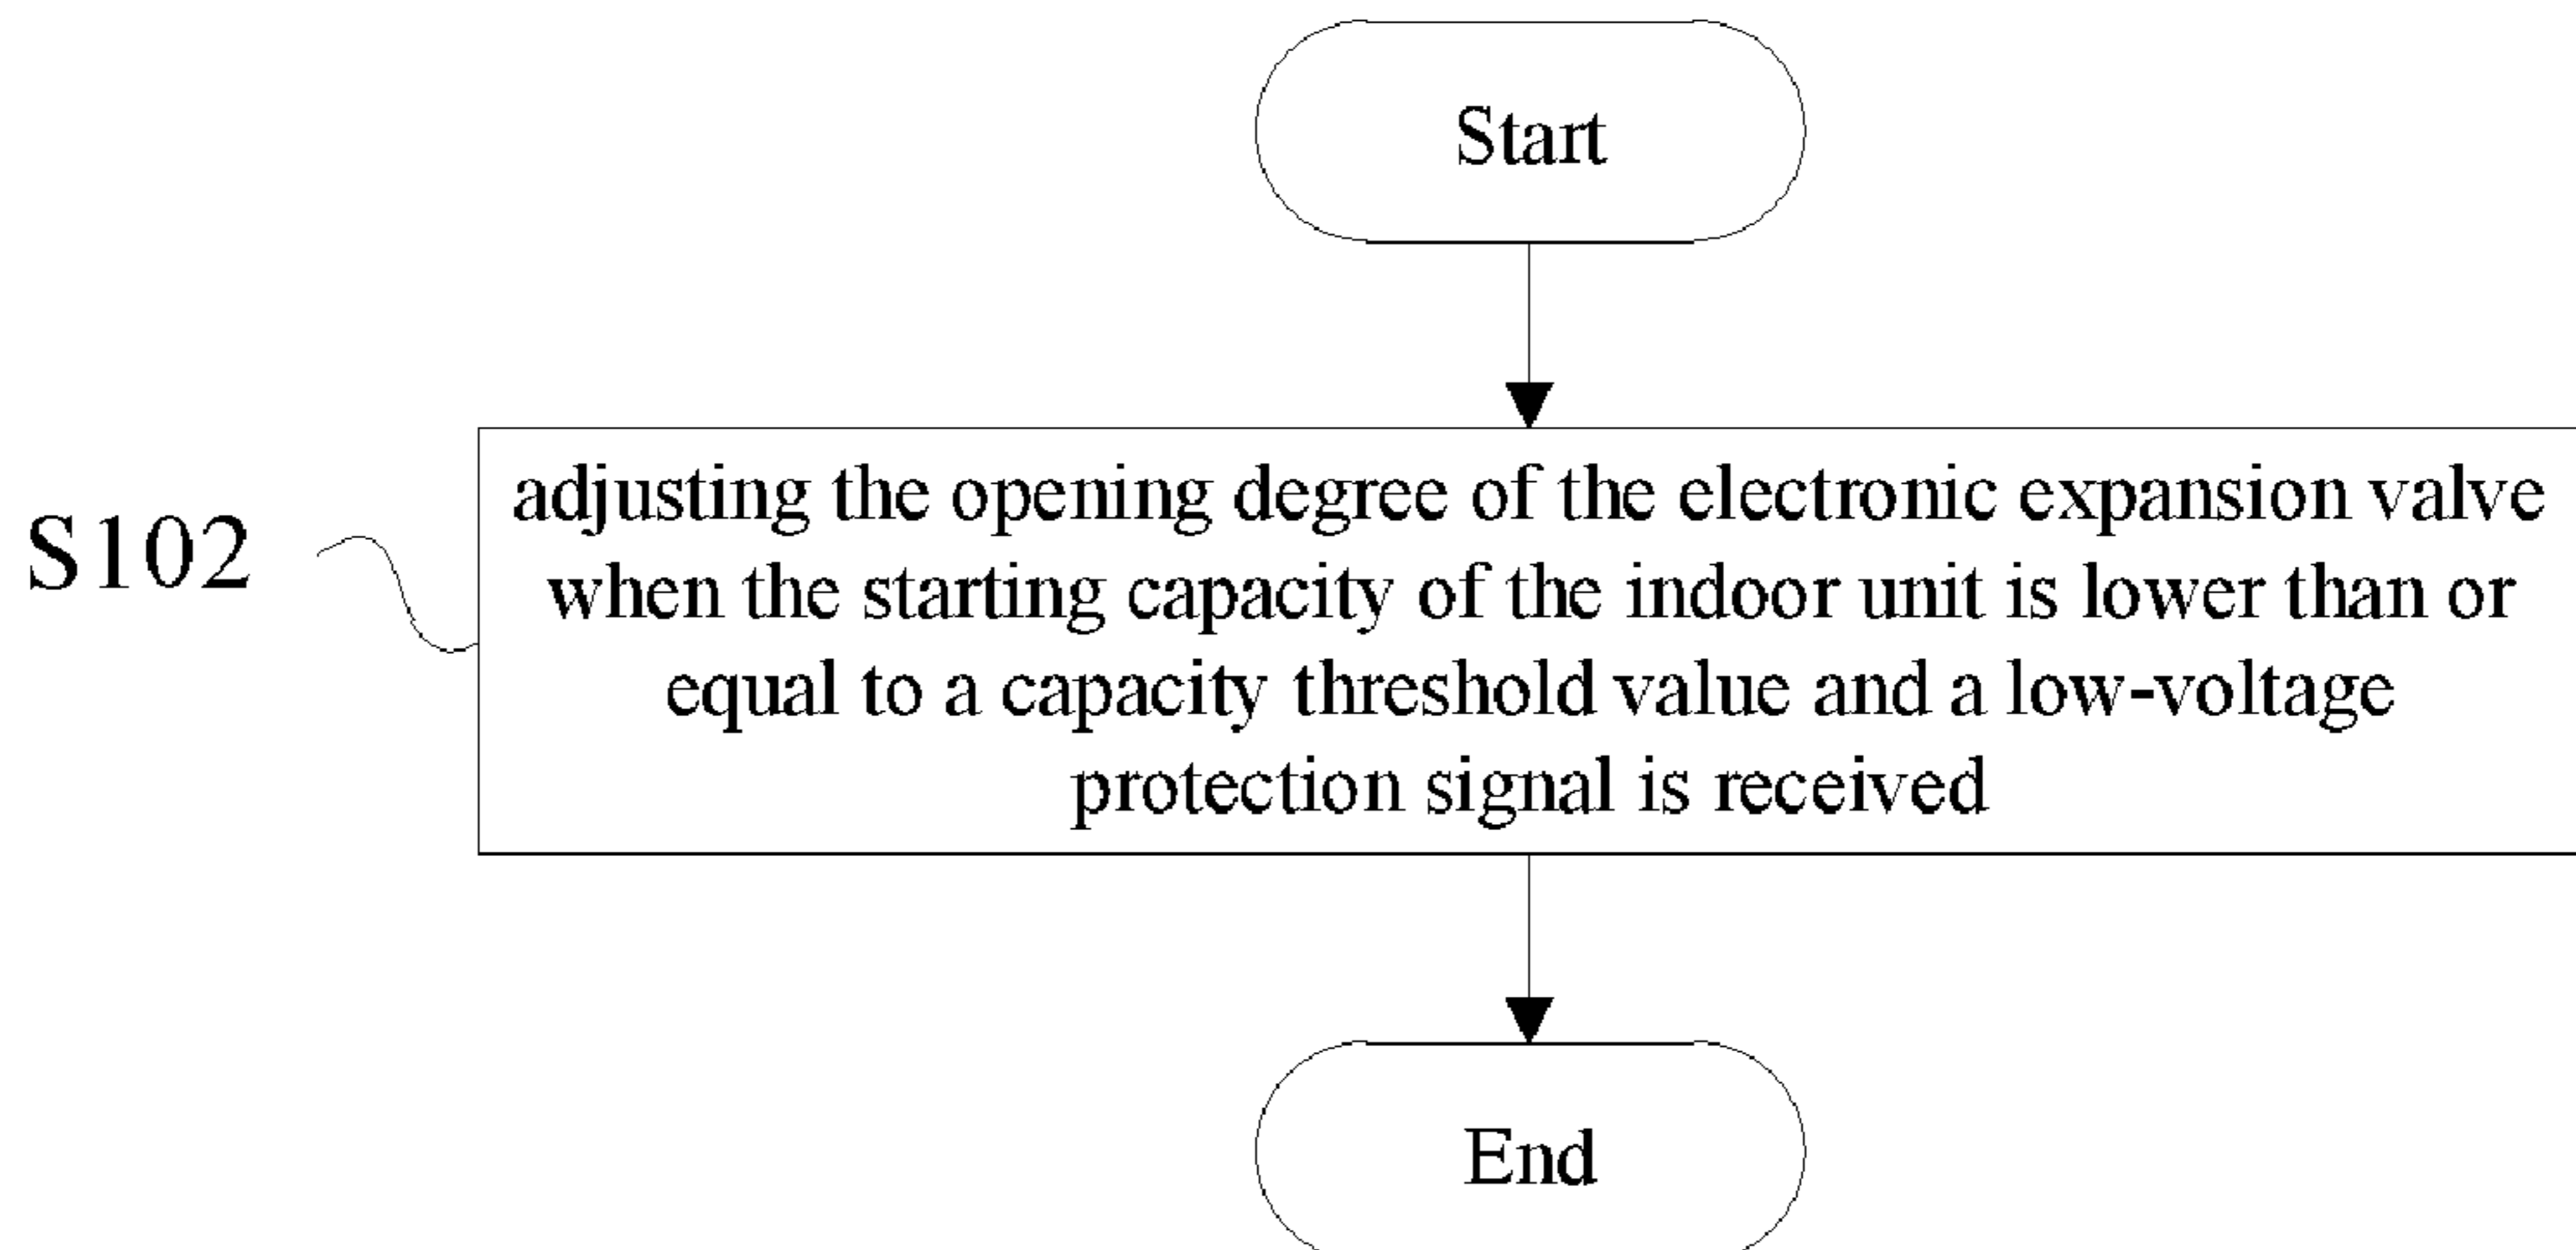 Start
adjusting the opening degree of the electronic expansion valve
when the starting capacity of the indoor unit is lower than or
S102
equal to a capacity threshold value and a low-voltage
protection signal is received
End